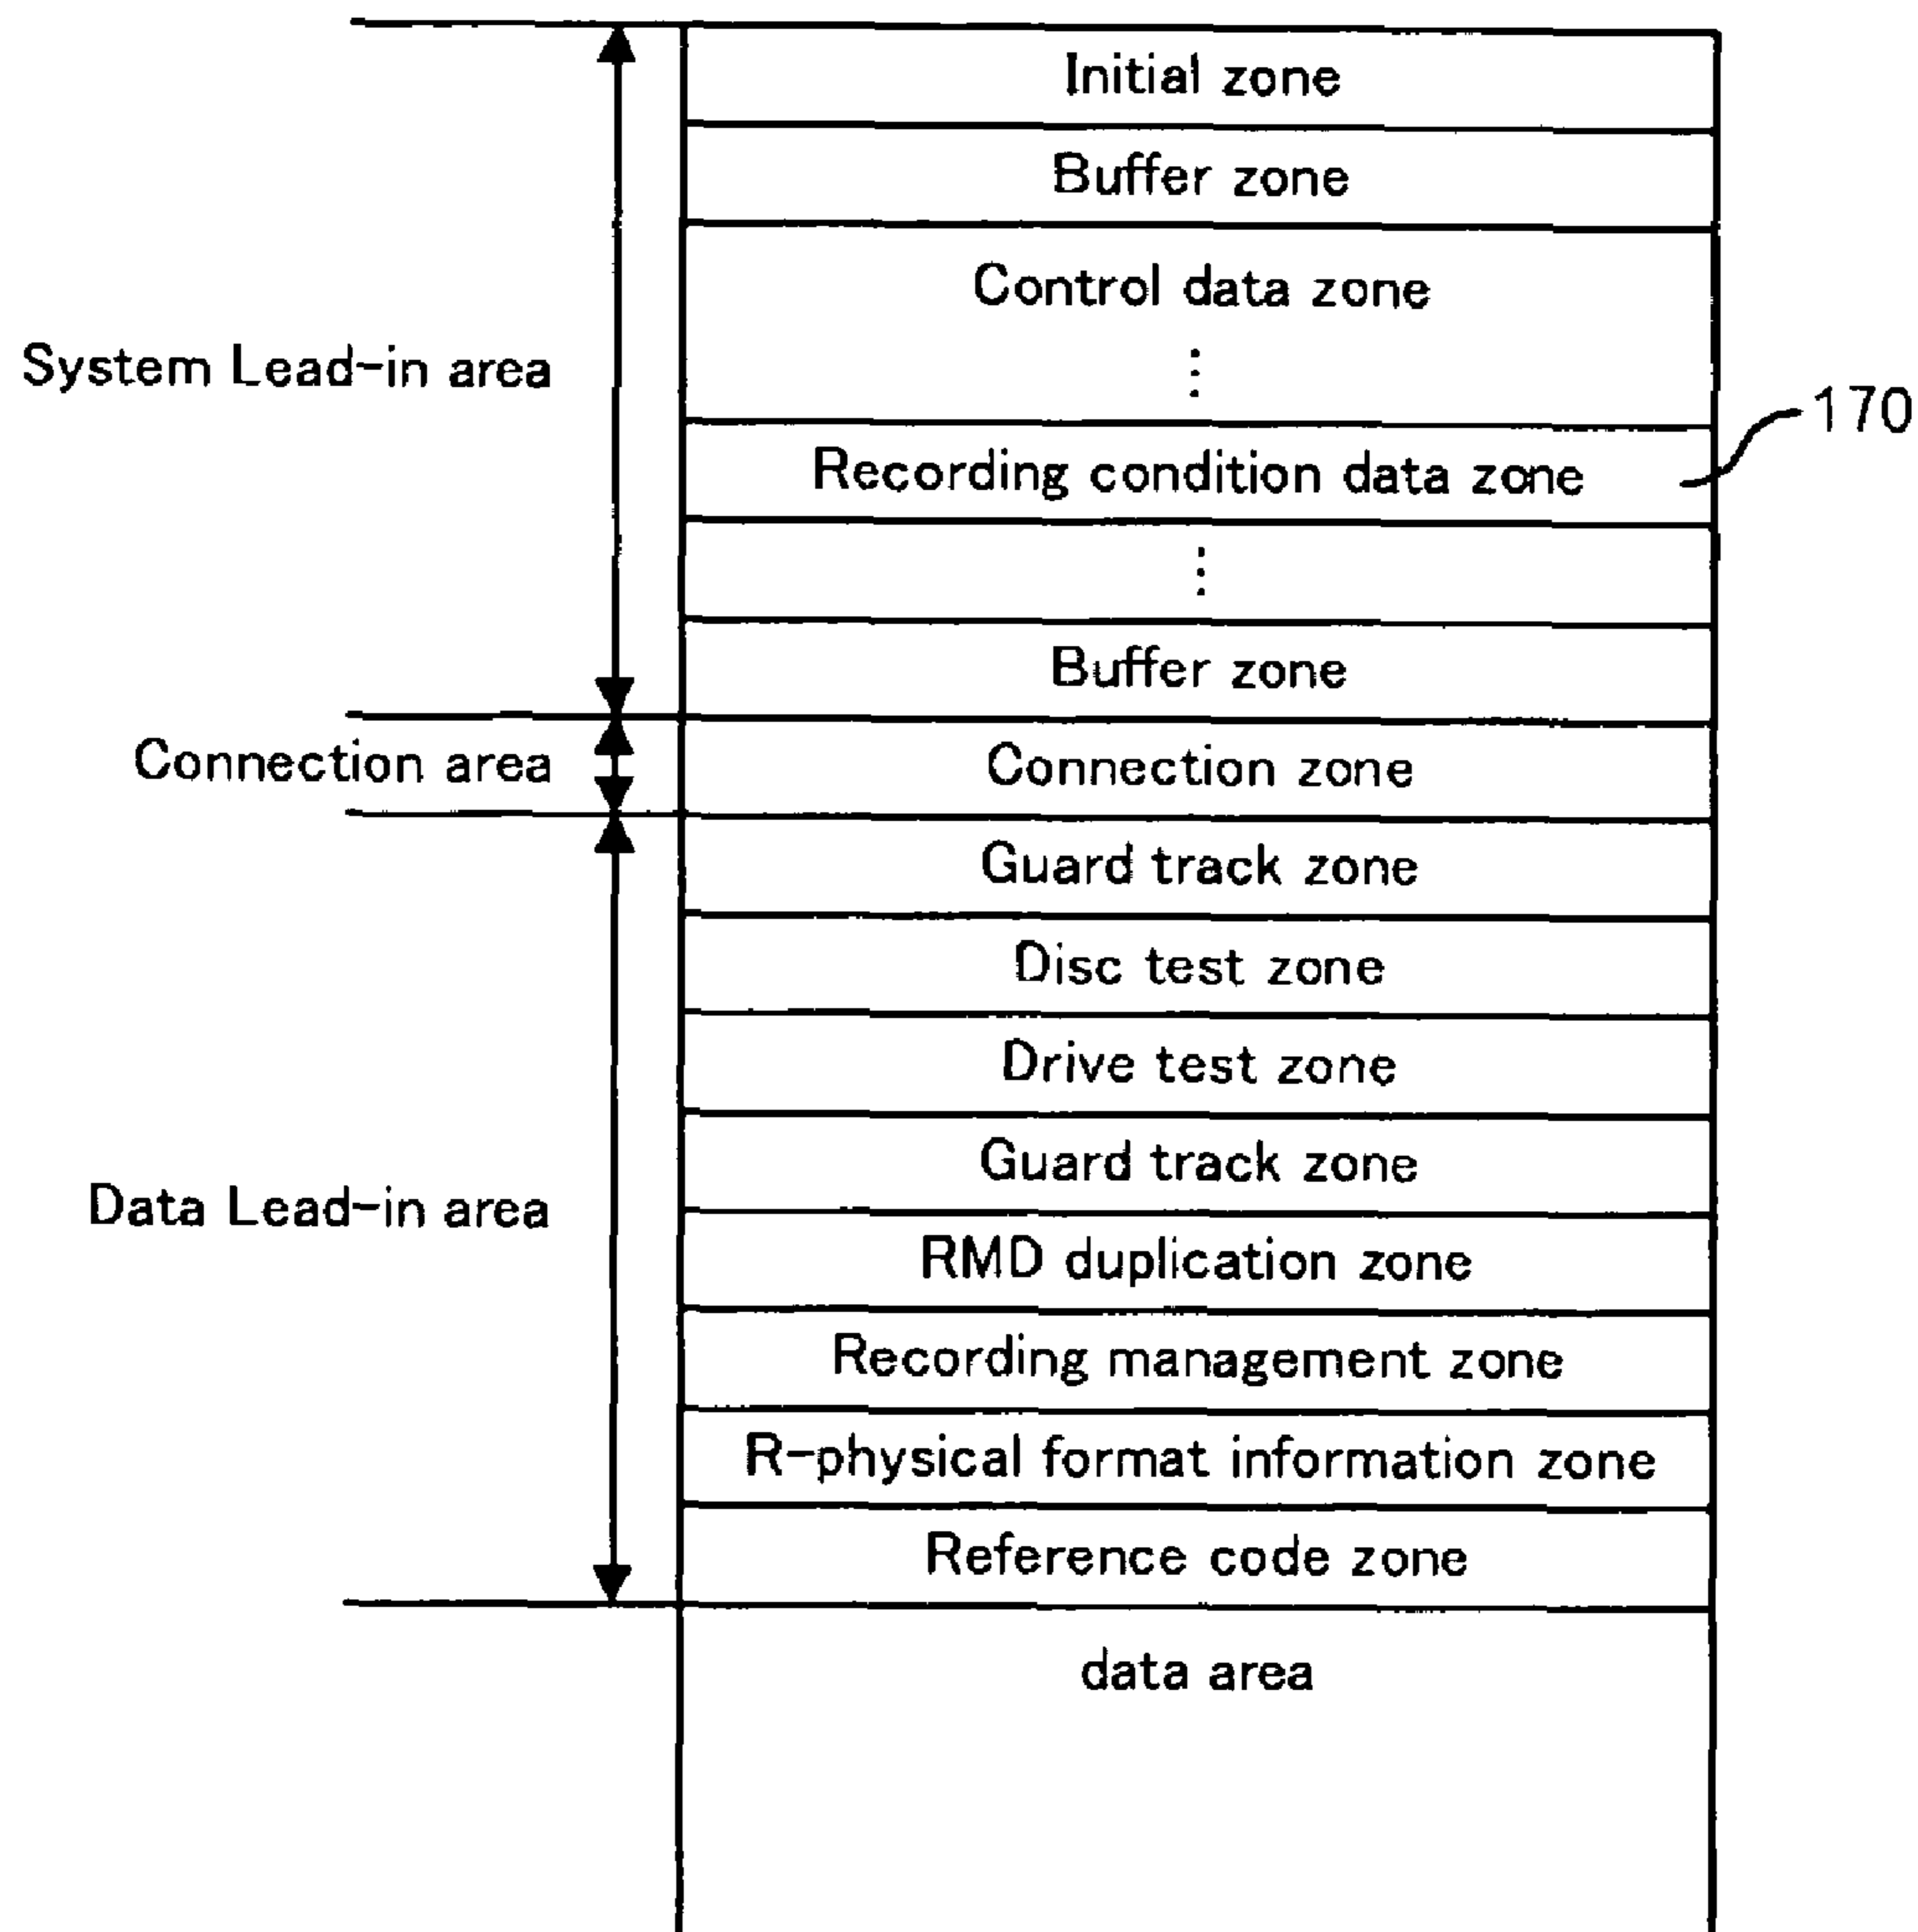 Initial zone
Buffer zone
Control data zone
System Lead-in area
170
Recording condition data zone
Buffer zone
Connection area
Connection zone
Guard track zone
Disc test zone
Drive test zone
Guard track zone
Data Lead-in area
RMD duplication zone
Recording management zone
R-physical format information zone
Reference code zone
data area